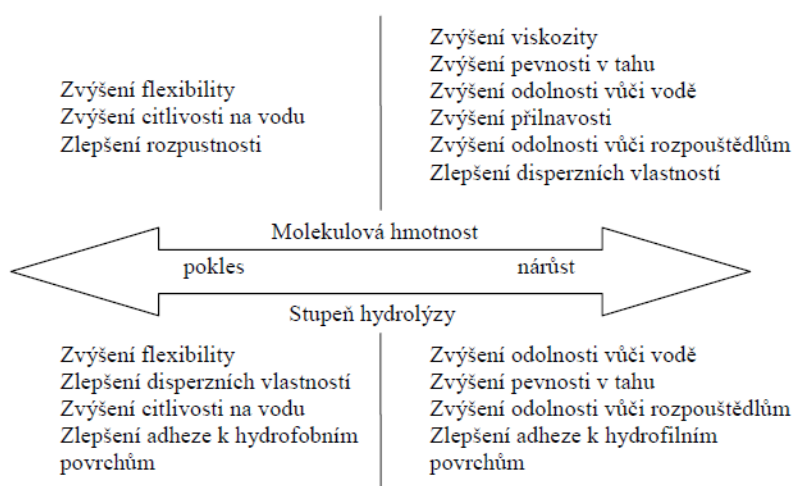 Zvýšení flexibility
Zvýšení citlivosti na vodu
Zlepšení rozpustnosti
Zvýšení viskozity
Zvýšení pevnosti v tahu
Zvýšení odolnosti vůči vodě
Zvýšení přilnavosti
Zvýšení odolnosti vůči rozpouštědlům
Zlepšení disperzních vlastností
Molekulová hmotnost
pokles
nárůst
Stupeň hydrolýzy
Zvýšení flexibility
Zlepšení disperzních vlastností
Zvýšení citlivosti na vodu
Zlepšení adheze k hydrofobním
povrchům
Zvýšení odolnosti vůči vodě
Zvýšení pevnosti v tahu
Zvýšení odolnosti vůči rozpouštědlům
Zlepšení adheze k hydrofilním
povrchům